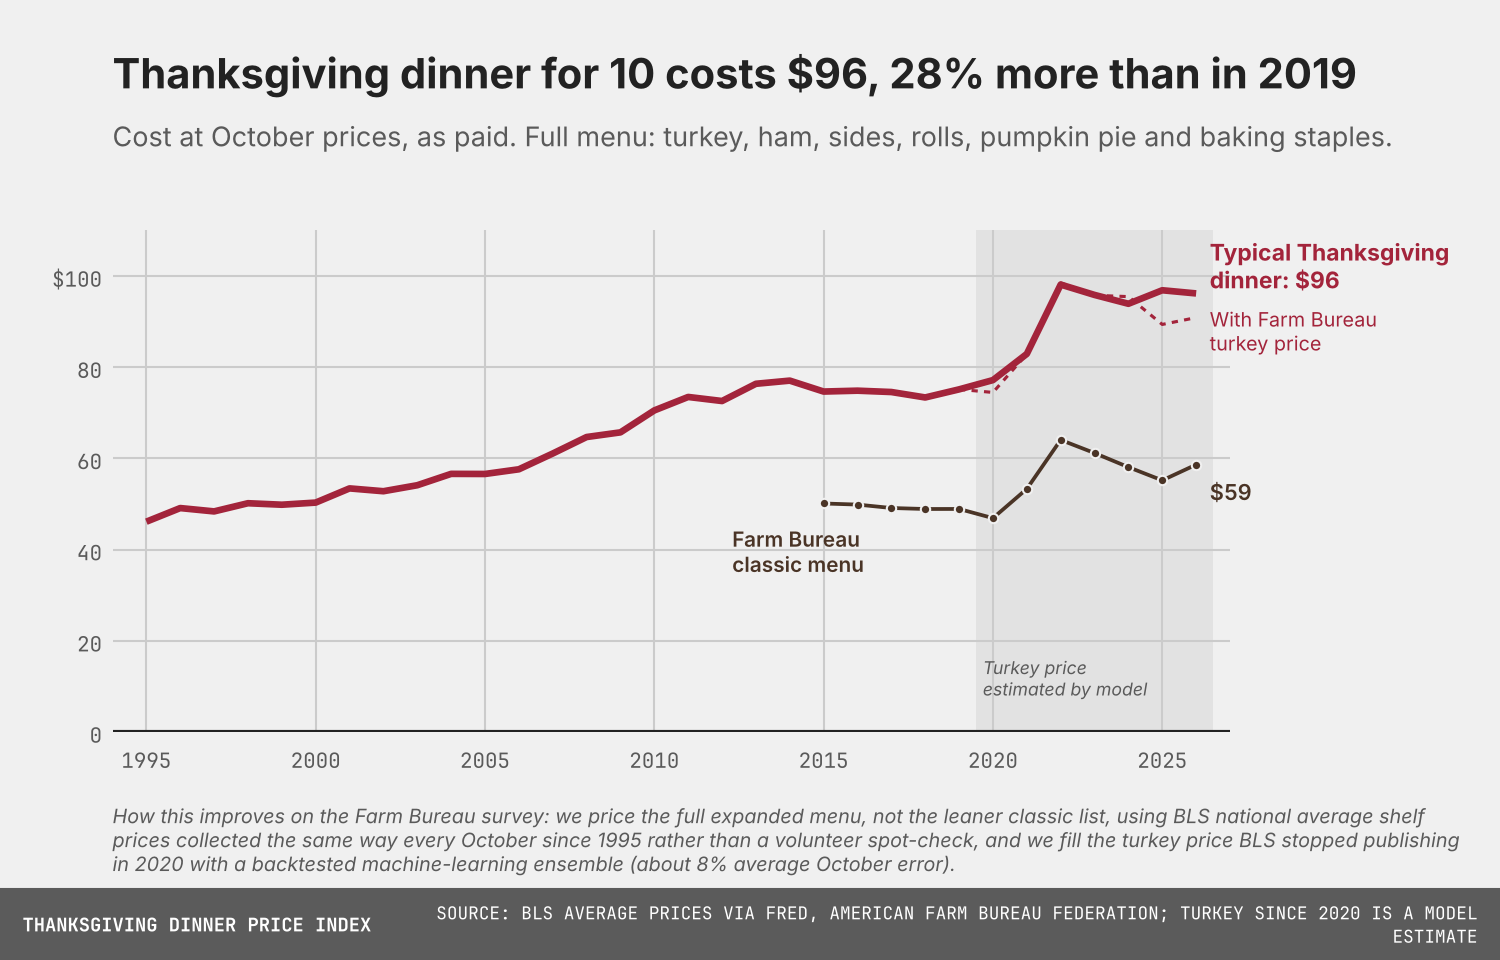 Thanksgiving dinner for 10 costs $96, 28% more than in 2019
Cost at October prices, as paid. Full menu: turkey, ham, sides, rolls, pumpkin pie and baking staples.
$100
80
60
40
20
0
Typical Thanksgiving
dinner: $96
With Farm Bureau
turkey price
$59
Farm Bureau
classic menu
Turkey price
estimated by model
1995
2000
2005
2010
2015
2020
2025
How this improves on the Farm Bureau survey: we price the full expanded menu, not the leaner classic list, using BLS national average shelf
prices collected the same way every October since 1995 rather than a volunteer spot-check, and we fill the turkey price BLS stopped publishing
in 2020 with a backtested machine-learning ensemble (about 8% average October error).
THANKSGIVING DINNER PRICE INDEX
SOURCE: BLS AVERAGE PRICES VIA FRED, AMERICAN FARM BUREAU FEDERATION; TURKEY SINCE 2020 IS A MODEL
ESTIMATE